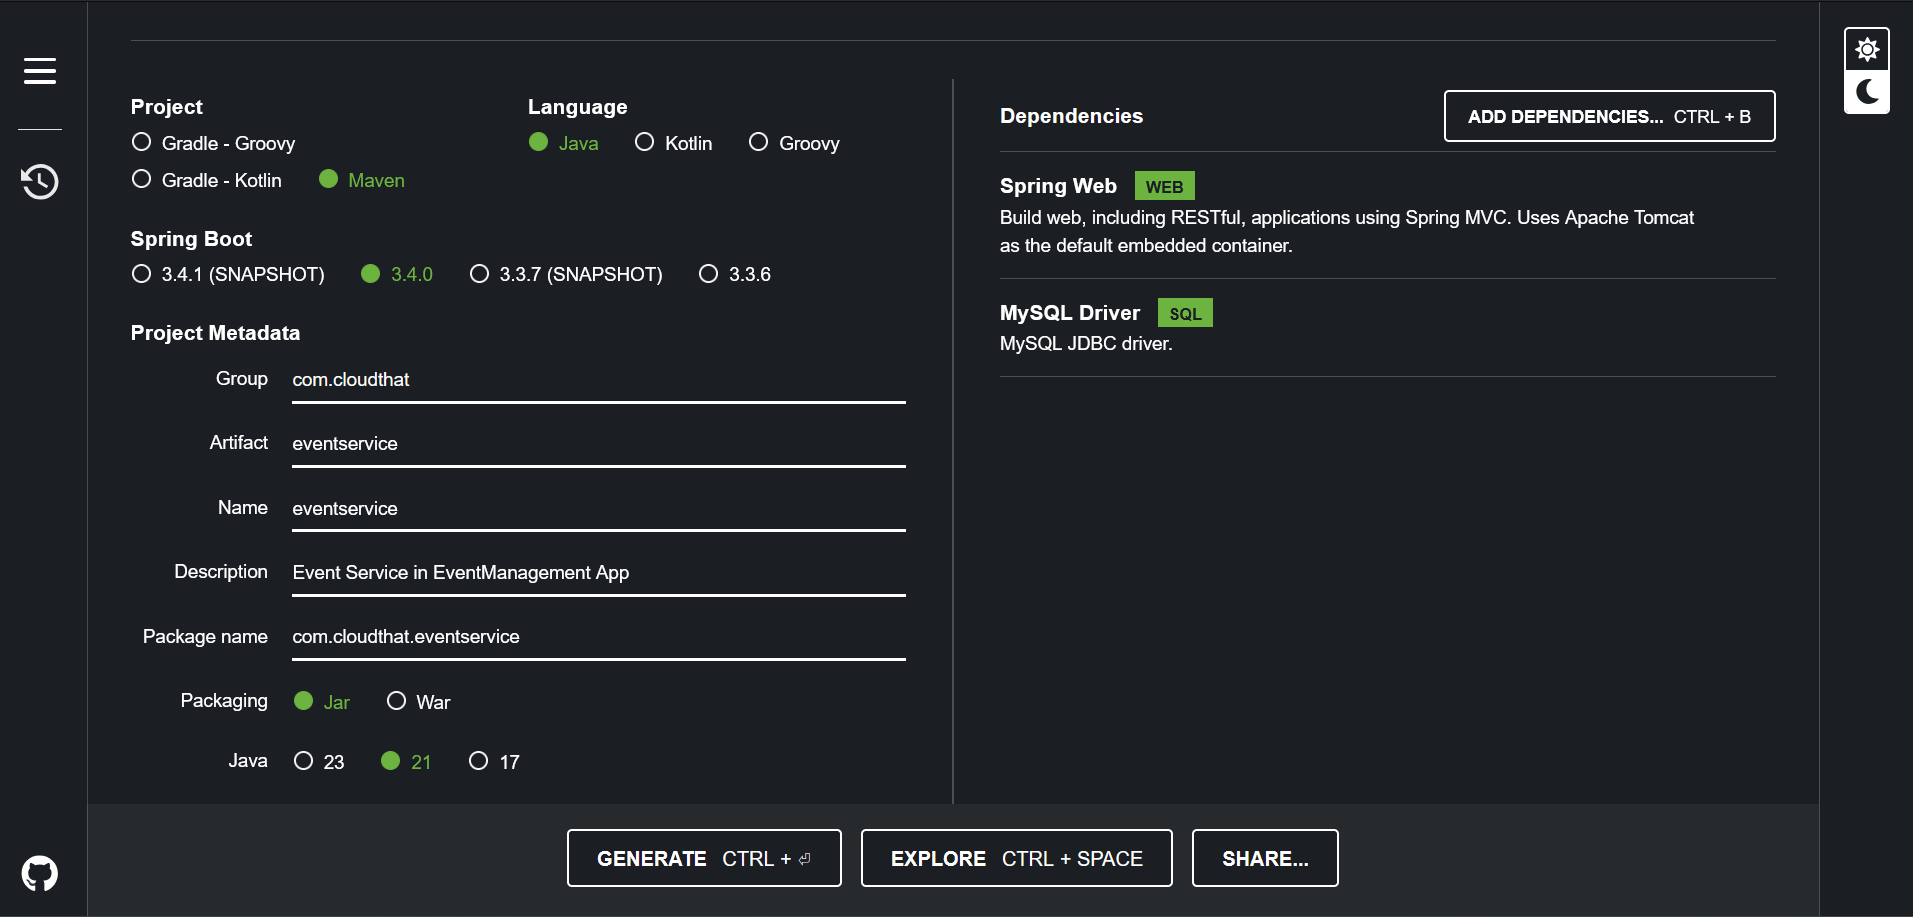 Project
Gradle - Groovy
Gradle - Kotlin Maven
Language
Java Kotlin Groovy
Spring Boot
3.4.1 (SNAPSHOT) 3.4.0 3.3.7 (SNAPSHOT) 3.3.6
Project Metadata
Group com.cloudthat
Artifact eventservice
Name eventservice
Description Event Service in EventManagement App
Package name com.cloudthat.eventservice
Packaging Jar War
Java 23 21 17
Dependencies
ADD DEPENDENCIES... CTRL + B
Spring Web WEB
Build web, including RESTful, applications using Spring MVC. Uses Apache Tomcat
as the default embedded container.
MySQL Driver SQL
MySQL JDBC driver.
GENERATE CTRL + ⏎
EXPLORE CTRL + SPACE
SHARE...